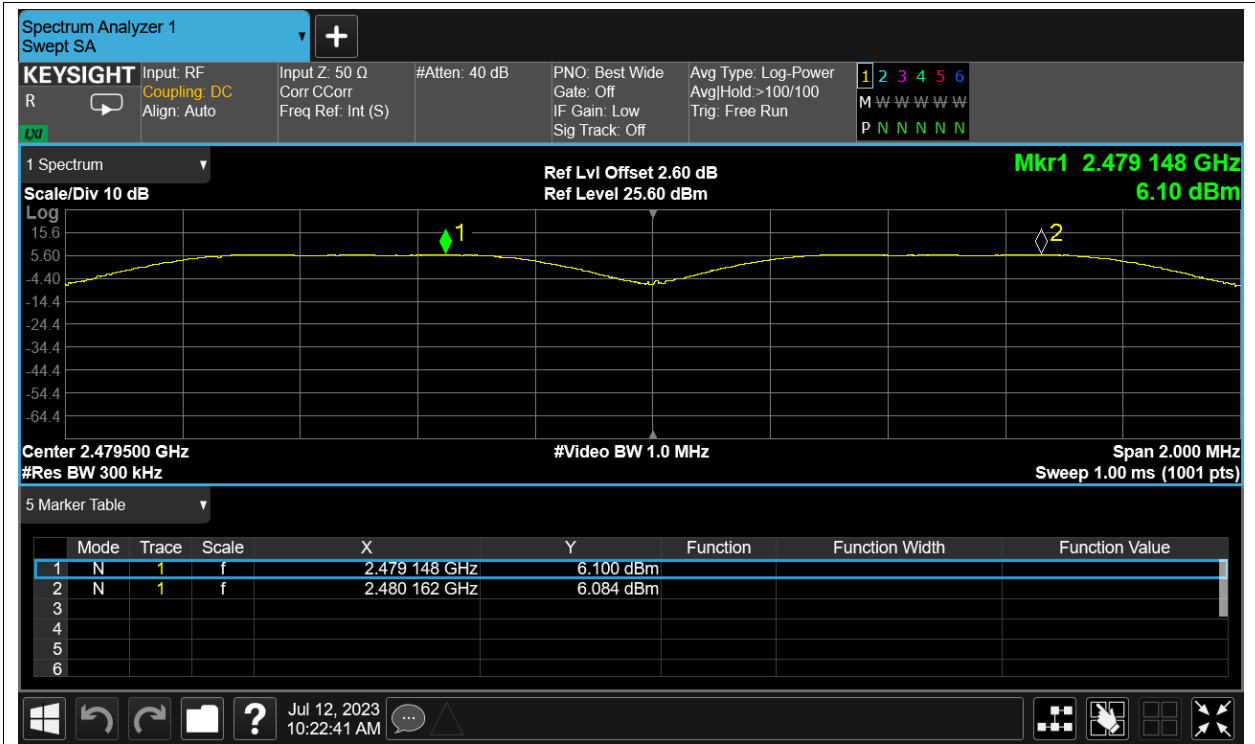 Spectrum Analyzer 1
Swept SA
+
KEYSIGHT
R
LXI
Input: RF
Coupling: DC
Align: Auto
Input Z: 50 Ω
Corr CCorr
Freq Ref: Int (S)
#Atten: 40 dB
PNO: Best Wide
Gate: Off
IF Gain: Low
Sig Track: Off
Avg Type: Log-Power
Avg|Hold:>100/100
Trig: Free Run
1 2 3 4 5 6
M W W W W W
P N N N N N
1 Spectrum
Scale/Div 10 dB
Ref Lvl Offset 2.60 dB
Ref Level 25.60 dBm
Mkr1 2.479 148 GHz
6.10 dBm
Log
15.6
5.60
-4.40
-14.4
-24.4
-34.4
-44.4
-54.4
-64.4
1
2
Center 2.479500 GHz
#Res BW 300 kHz
#Video BW 1.0 MHz
Span 2.000 MHz
Sweep 1.00 ms (1001 pts)
5 Marker Table
Mode Trace Scale X Y Function Function Width Function Value
1 N 1 f 2.479 148 GHz 6.100 dBm
2 N 1 f 2.480 162 GHz 6.084 dBm
3
4
5
6
?
Jul 12, 2023
10:22:41 AM